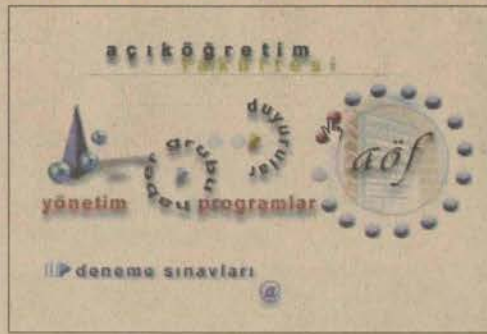 açıköğretim
fakültesi
duyurular
haber grubu
aöf
yönetim
programlar
deneme sınavları
@